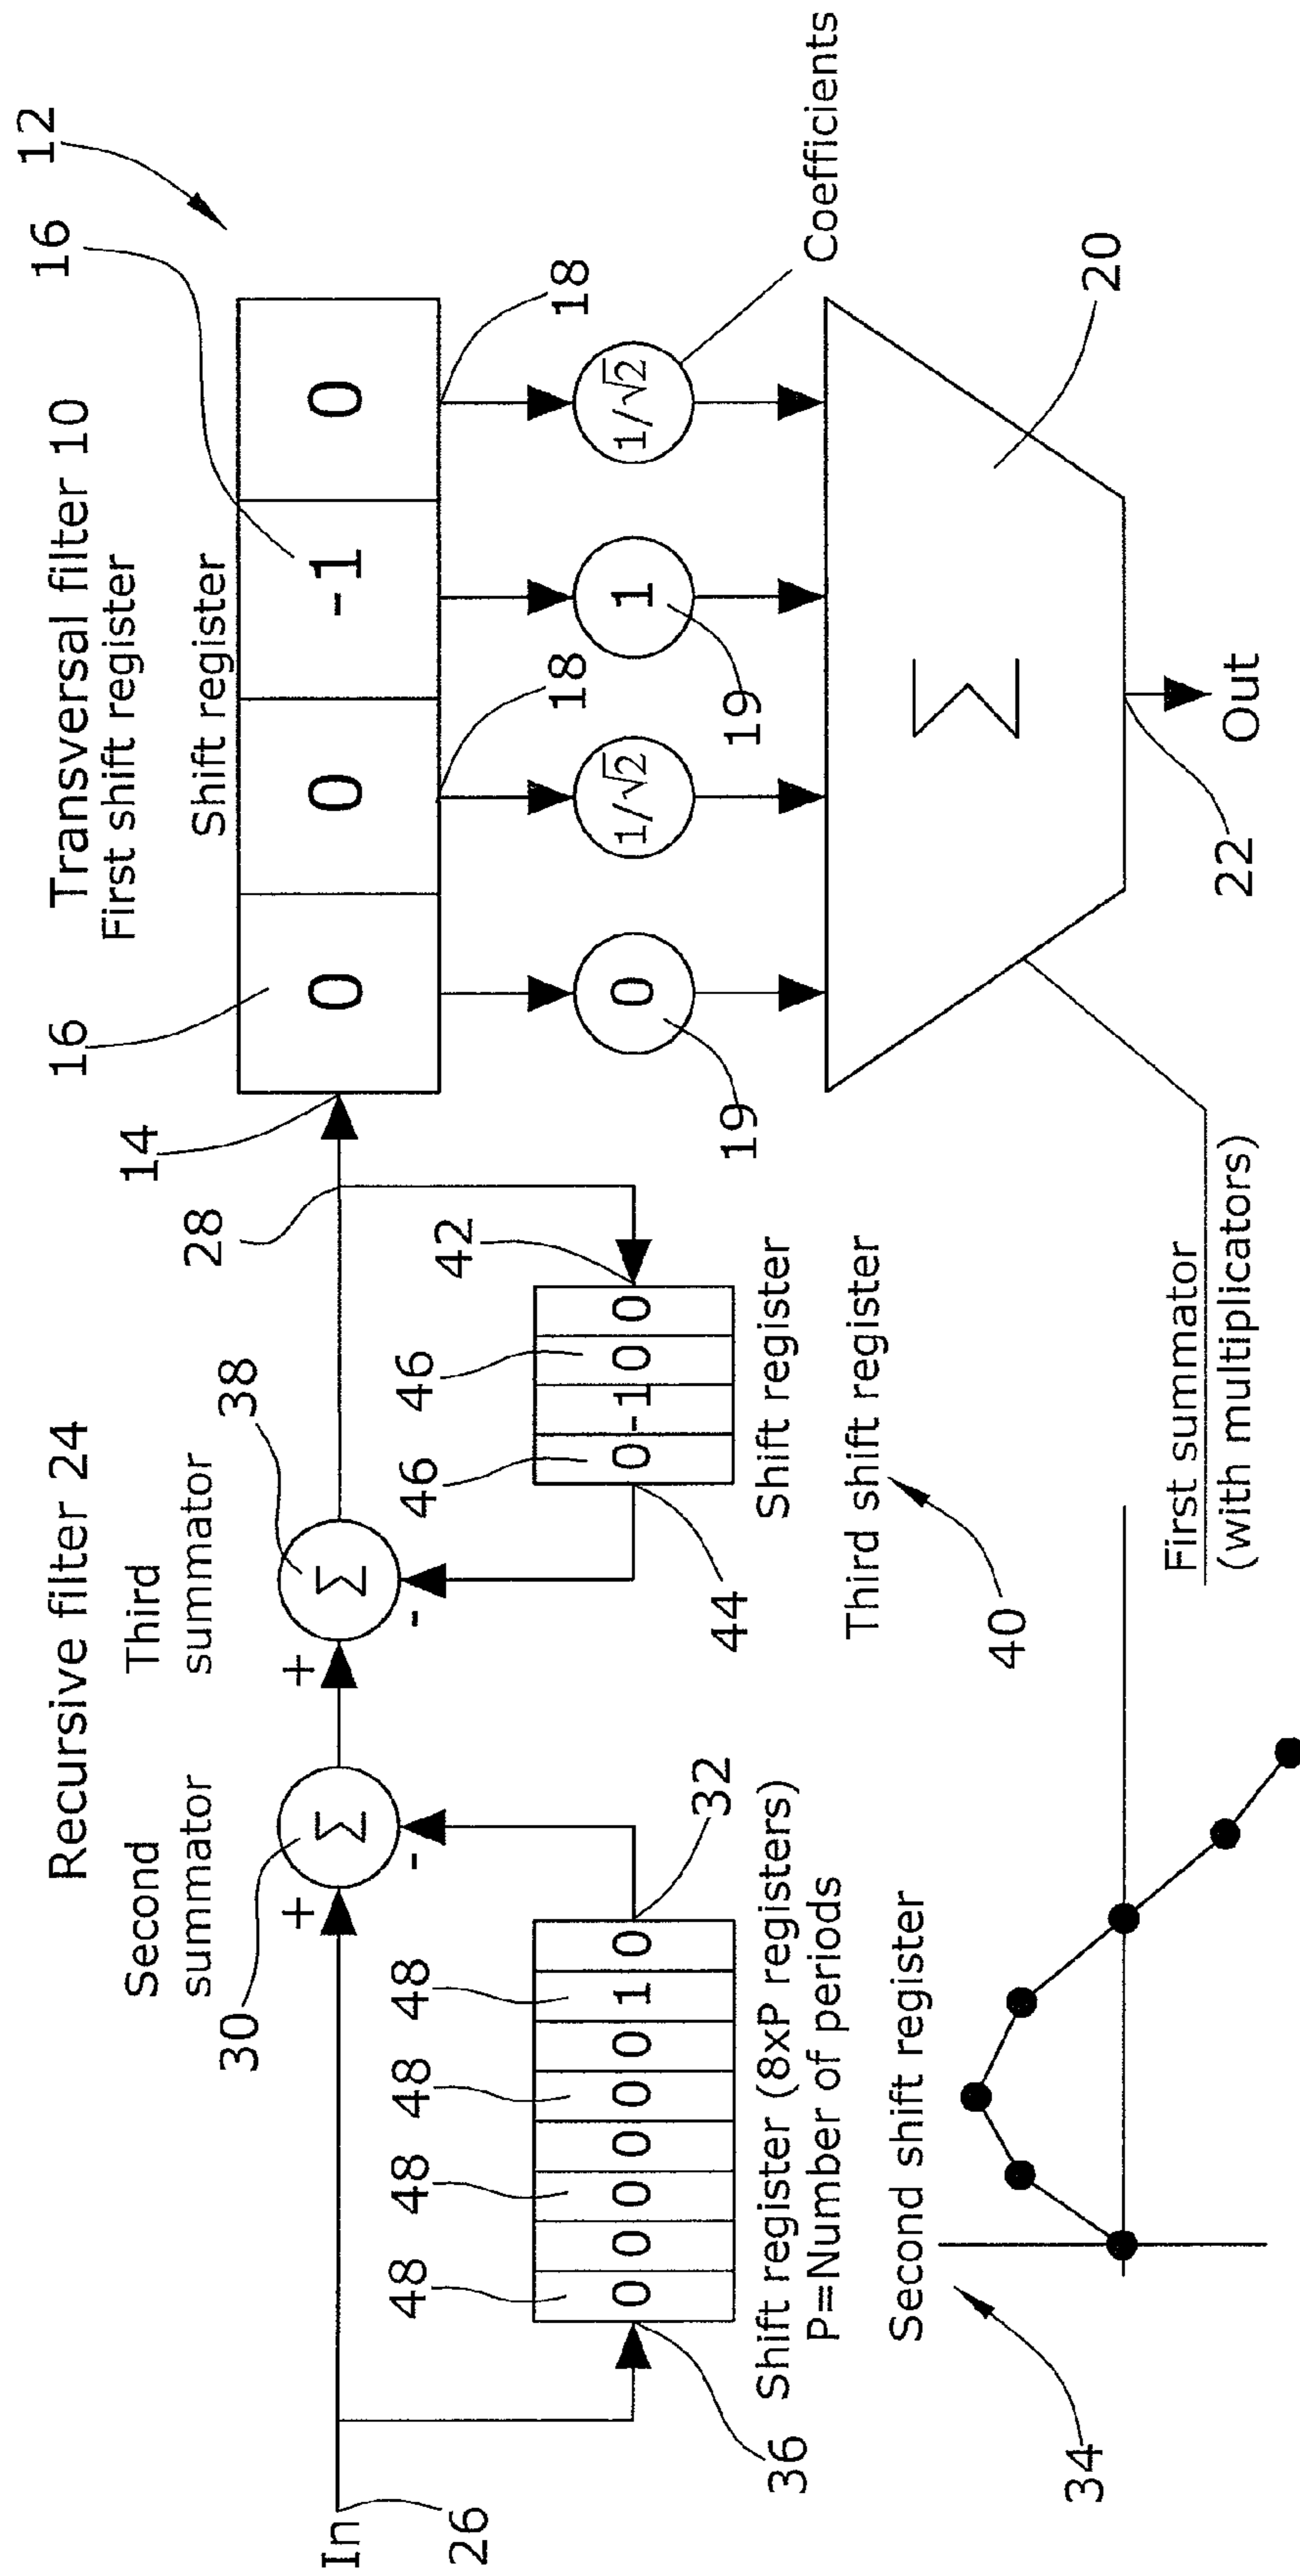 Recursive filter 24
Transversal filter 10
First shift register
Shift register
12
16
16
Second
summator
Third
summator
30
38
28
14
In
26
+
-
+
-
Σ
Σ
0
0
-1
0
18
18
48
48
48
48
0 0 0 0 0 0 1 0
36
32
46
46
0 -1 0 0
42
44
0
1/√2
1
1/√2
19
19
Coefficients
Shift register (8xP registers)
P=Number of periods
Second shift register
34
Shift register
Third shift register
40
Σ
20
22
Out
First summator
(with multiplicators)